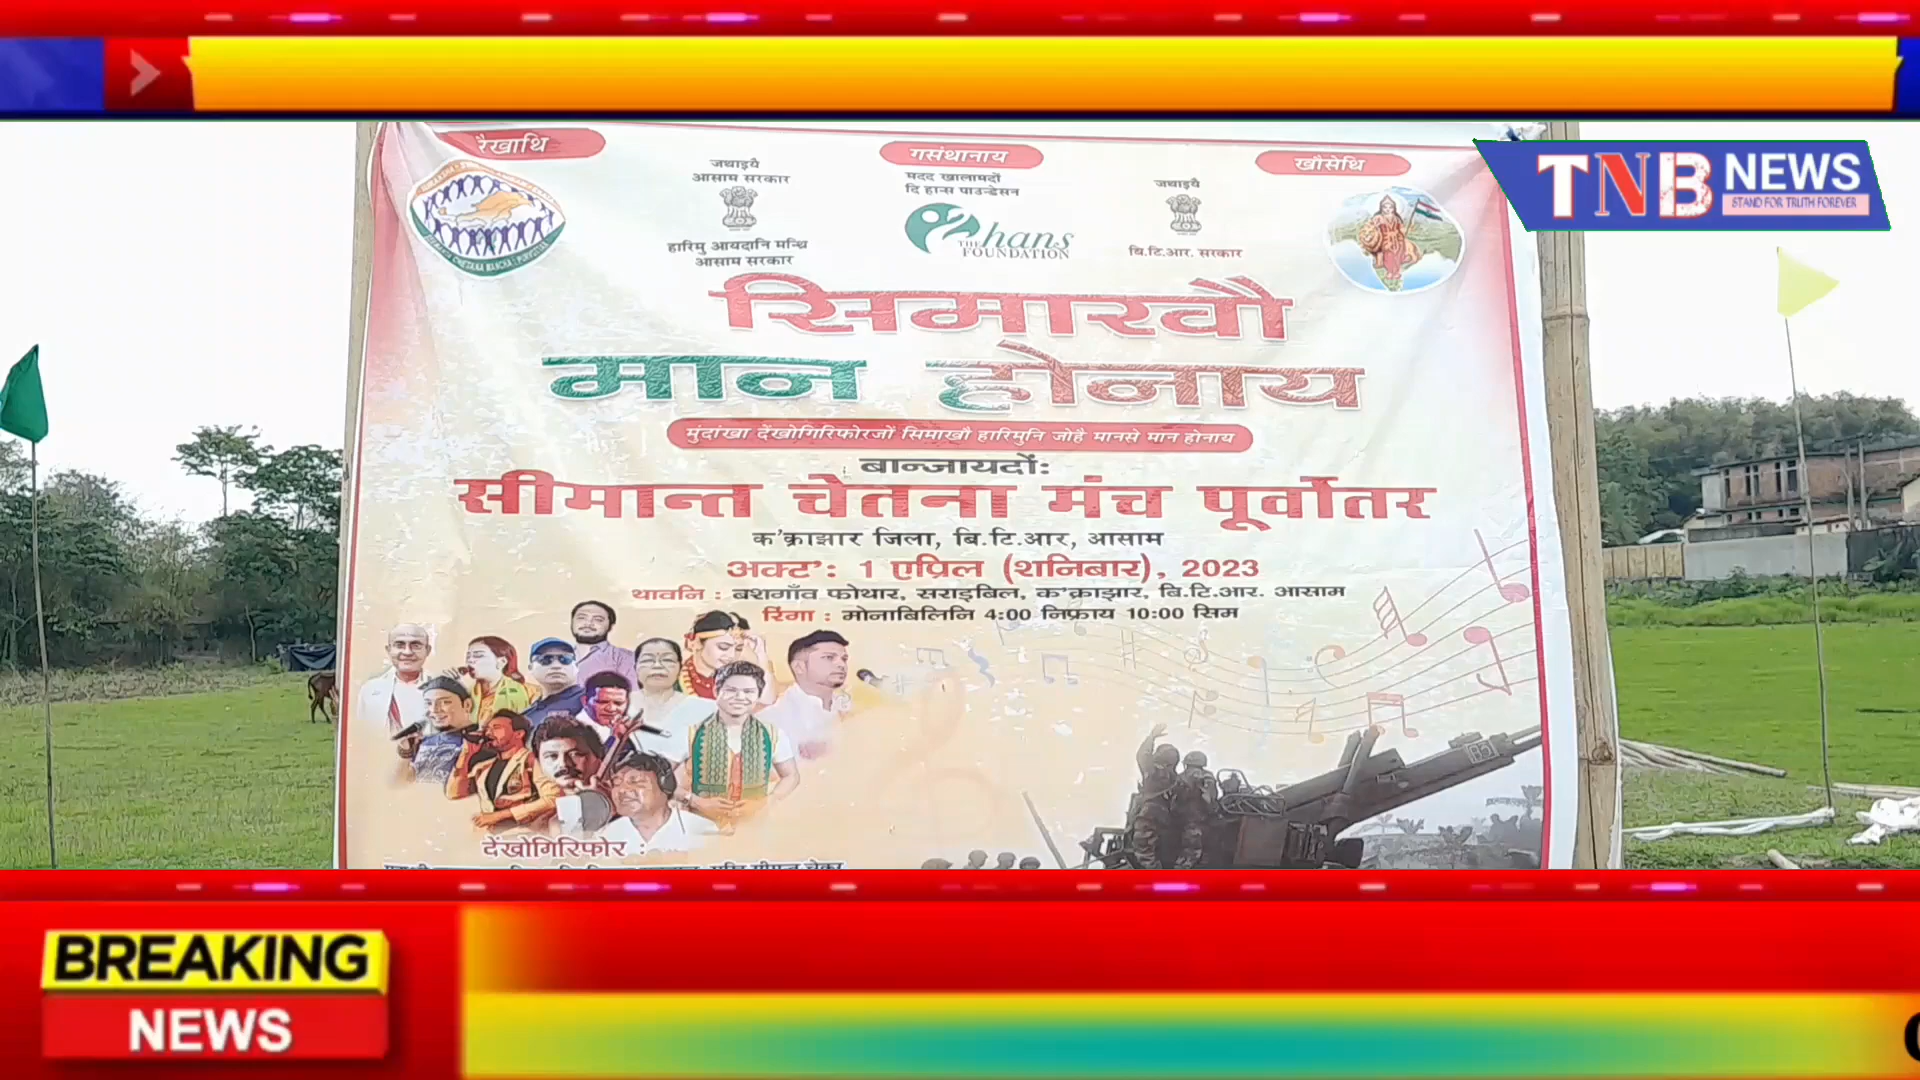 रैखाथि
गसंथानाय
खौसेथि
जथाइयै
आसाम सरकार
हारिमु आयदानि मन्थ्रि
आसाम सरकार
मदद खालामदों
दि हान्स पाउन्डेसन
THE hans
FOUNDATION
जथाइयै
बि.टि.आर. सरकार
TNB NEWS
STAND FOR TRUTH FOREVER
सिमाखौ
मान होनाय
मुंदांखा देंखोगिरिफोरजों सिमाखौ हारिमुनि जोहै मानसे मान होनाय
बान्जायदों:
सीमान्त चेतना मंच पूर्वोतर
क'क्राझार जिला, बि.टि.आर, आसाम
अक्ट': 1 एप्रिल (शनिबार), 2023
थावनि : बशगाँव फोथार, सराइबिल, क'क्राझार, बि.टि.आर. आसाम
रिंगा : मोनाबिलिनि 4:00 निफ्राय 10:00 सिम
देंखोगिरिफोर :
BREAKING
NEWS